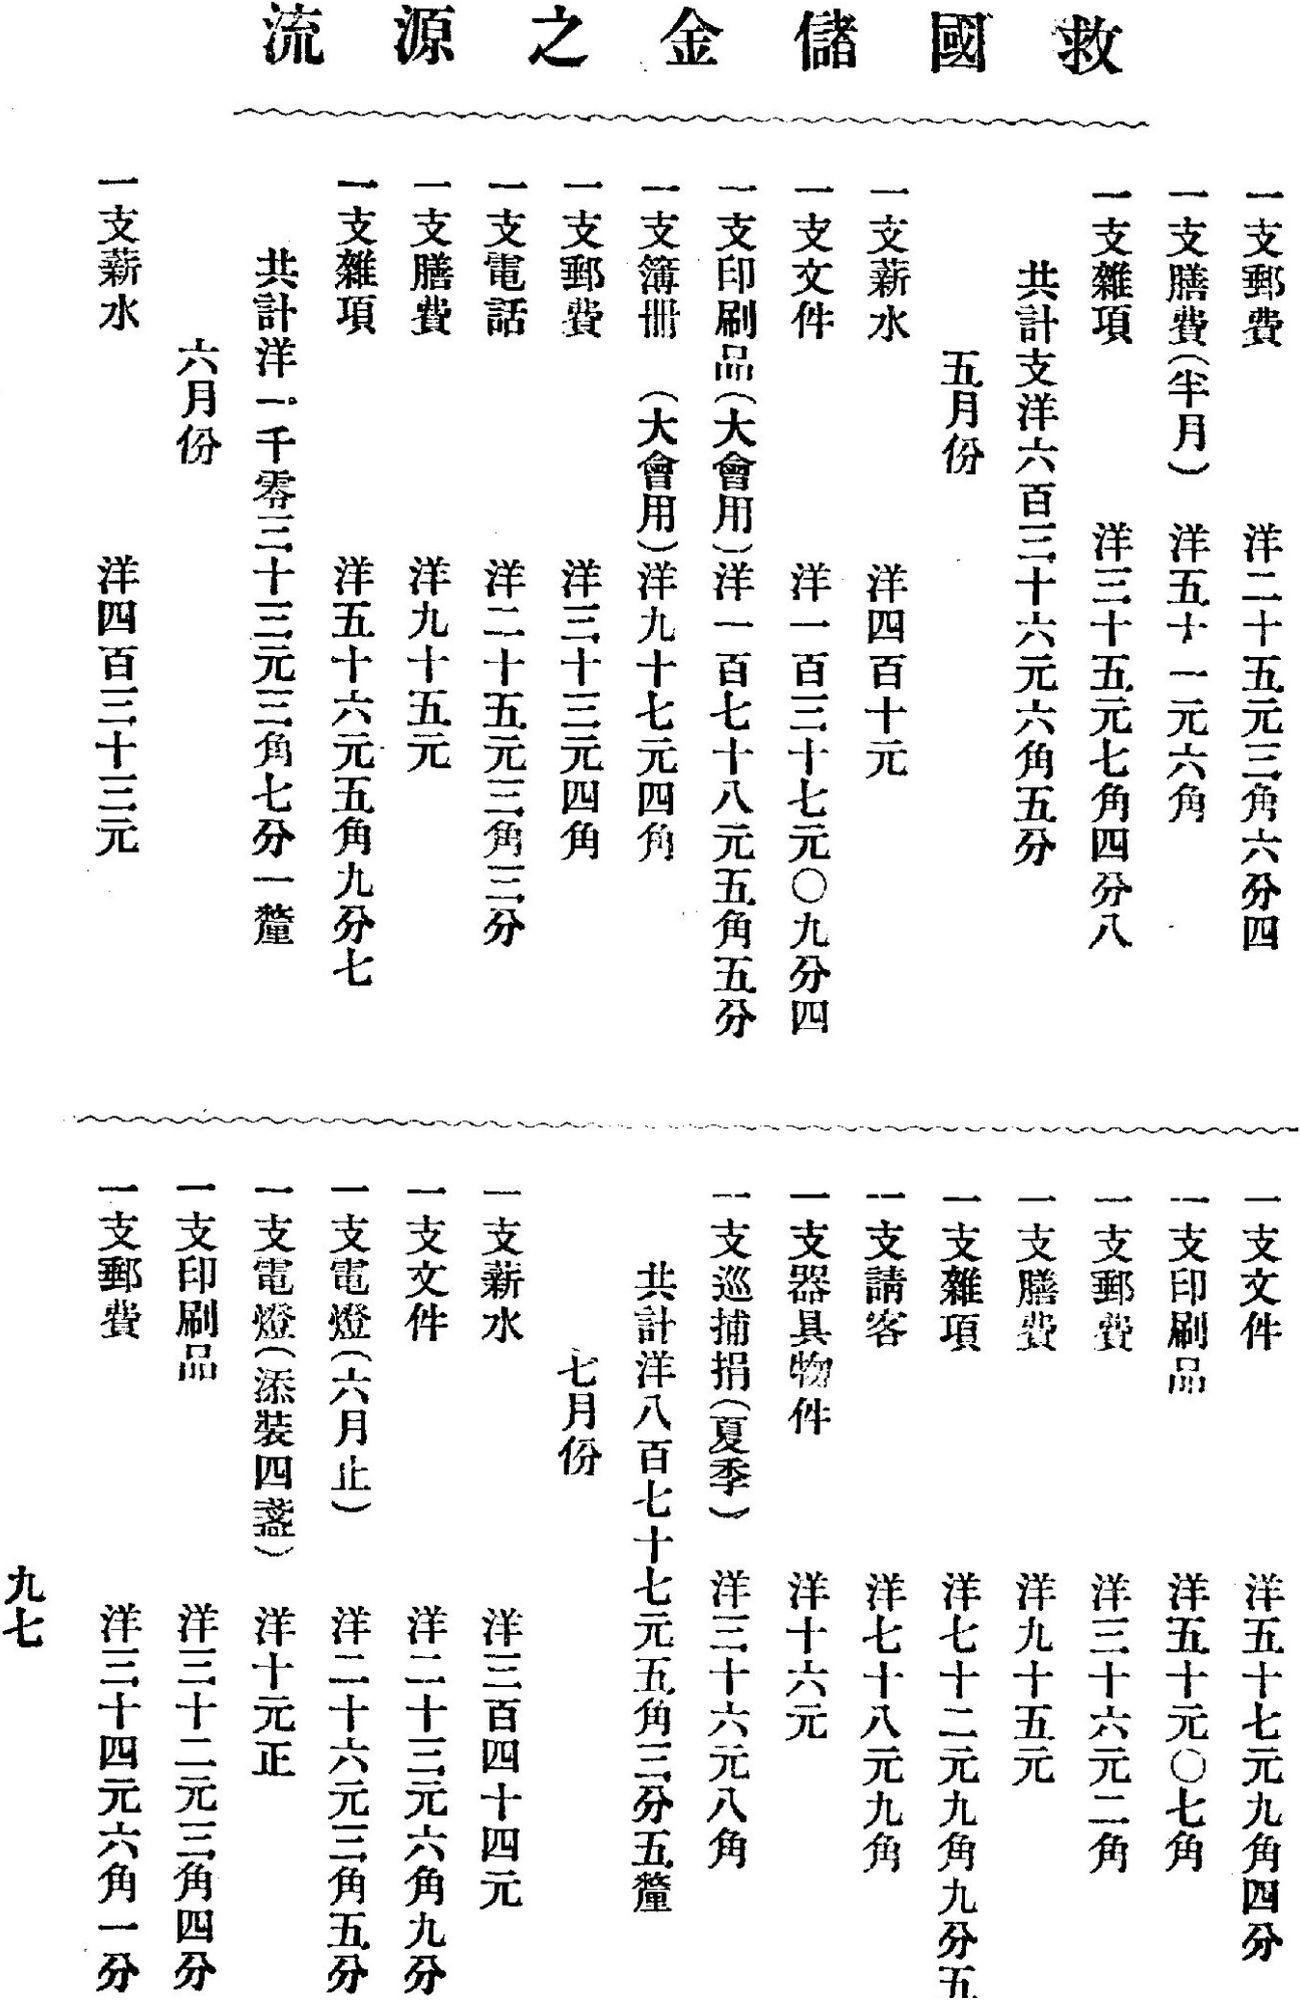 救國儲金之源流
一支郵費　洋二十五元三角六分四
一支膳費(半月)　洋五十一元六角
一支雜項　洋三十五元七角四分八
共計支洋六百三十六元六角五分
五月份
一支薪水　洋四百十元
一支文件　洋一百三十七元〇九分四
一支印刷品(大會用)洋一百七十八元五角五分
一支簿冊　(大會用)洋九十七元四角
一支郵費　洋三十三元四角
一支電話　洋二十五元三角三分
一支膳費　洋九十五元
一支雜項　洋五十六元五角九分七
共計洋一千零三十三元三角七分一釐
六月份
一支薪水　洋四百三十三元
一支文件　洋五十七元九角四分
一支印刷品　洋五十元〇七角
一支郵費　洋三十六元二角
一支膳費　洋九十五元
一支雜項　洋七十二元九角九分五
一支請客　洋七十八元九角
一支器具物件　洋十六元
一支巡捕捐(夏季)　洋三十六元八角
共計洋八百七十七元五角三分五釐
七月份
一支薪水　洋三百四十四元
一支文件　洋二十三元六角九分
一支電燈(六月止)　洋二十六元三角五分
一支電燈(添裝四盞)　洋十元正
一支印刷品　洋三十二元三角四分
一支郵費　洋三十四元六角一分
九七